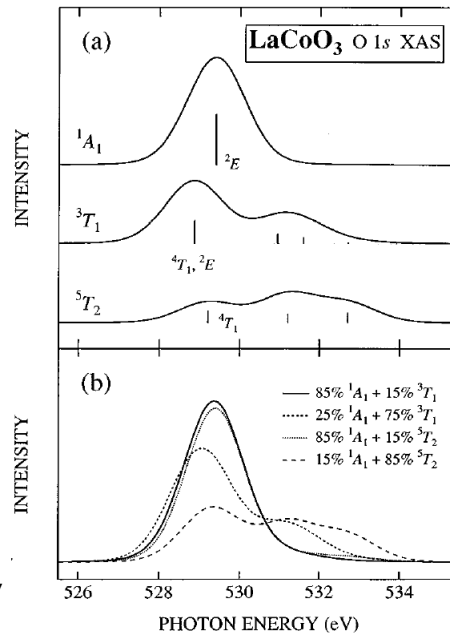 (a)
LaCoO₃ O 1s XAS
INTENSITY
¹A₁
²E
³T₁
⁴T₁, ²E
⁵T₂
⁴T₁
(b)
INTENSITY
85% ¹A₁ + 15% ³T₁
25% ¹A₁ + 75% ³T₁
85% ¹A₁ + 15% ⁵T₂
15% ¹A₁ + 85% ⁵T₂
526 528 530 532 534
PHOTON ENERGY (eV)